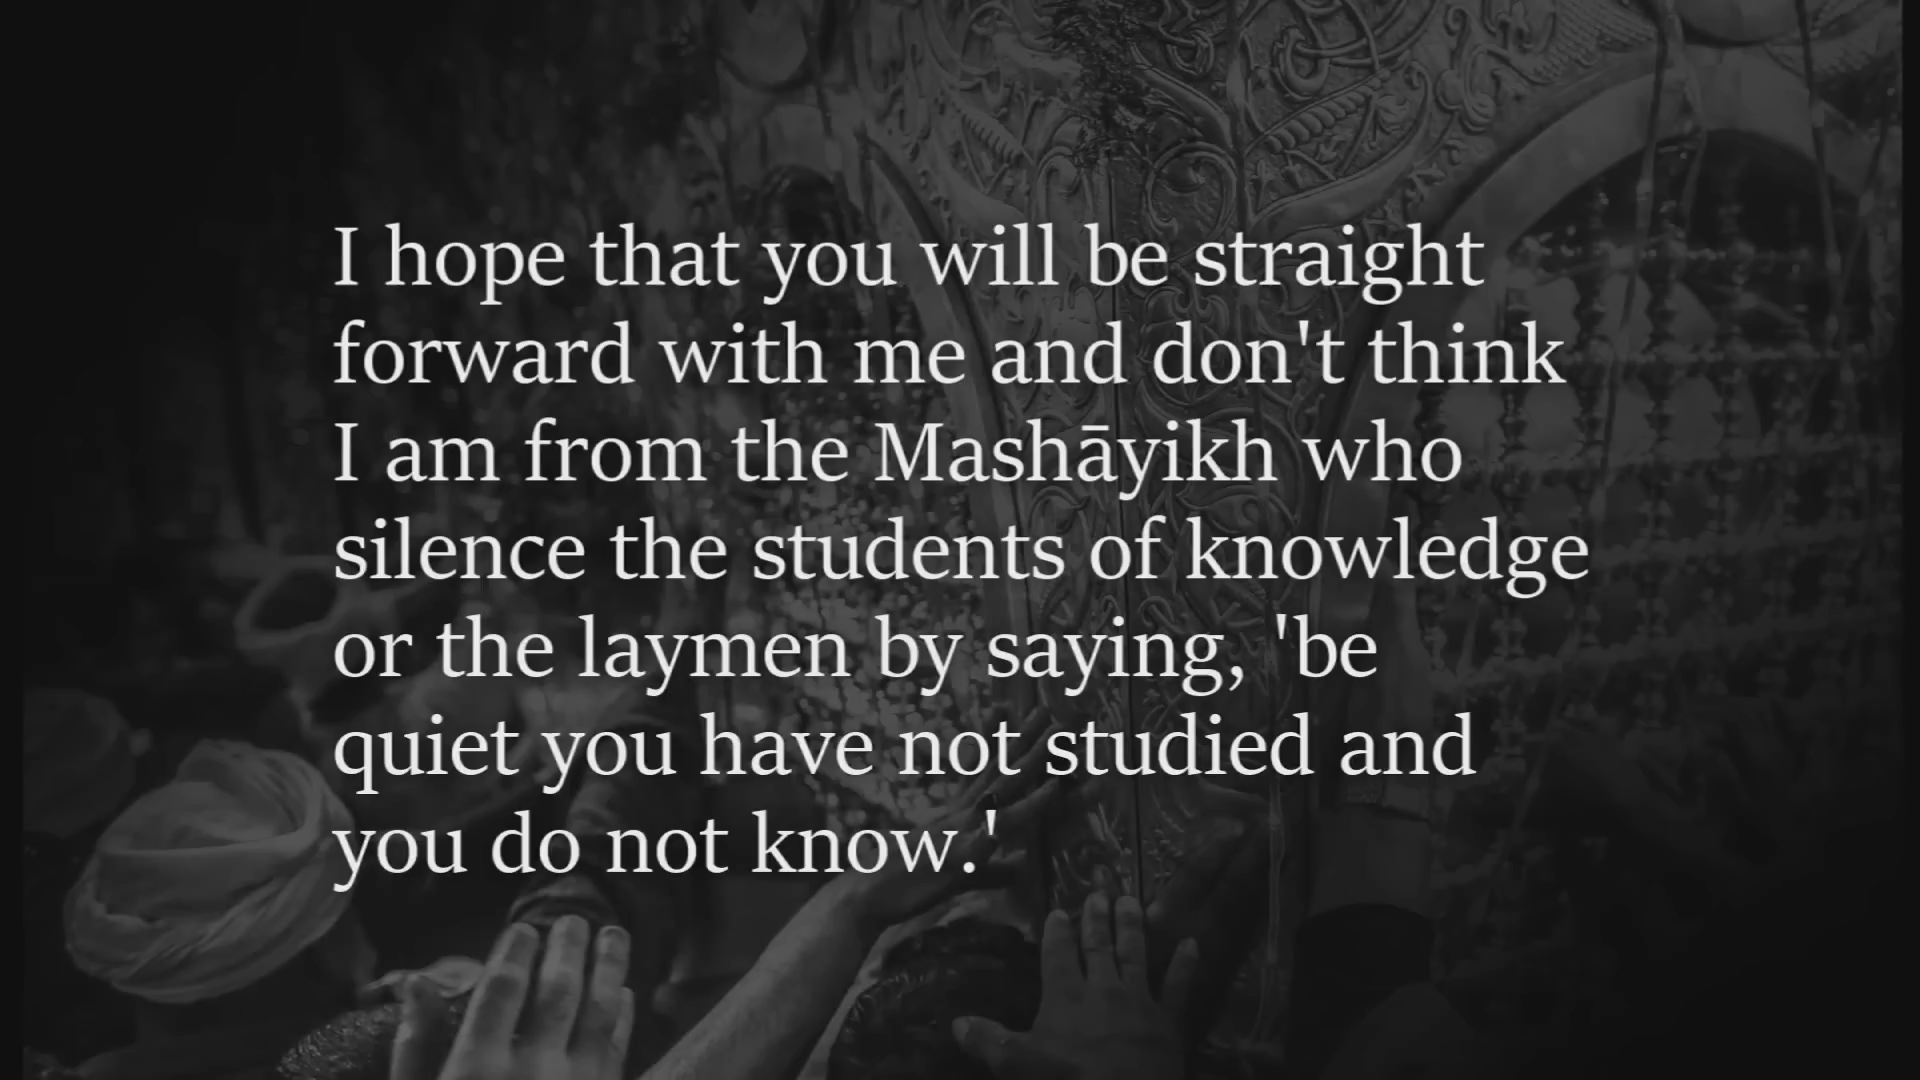 I hope that you will be straight
forward with me and don't think
I am from the Mashāyikh who
silence the students of knowledge
or the laymen by saying, 'be
quiet you have not studied and
you do not know.'